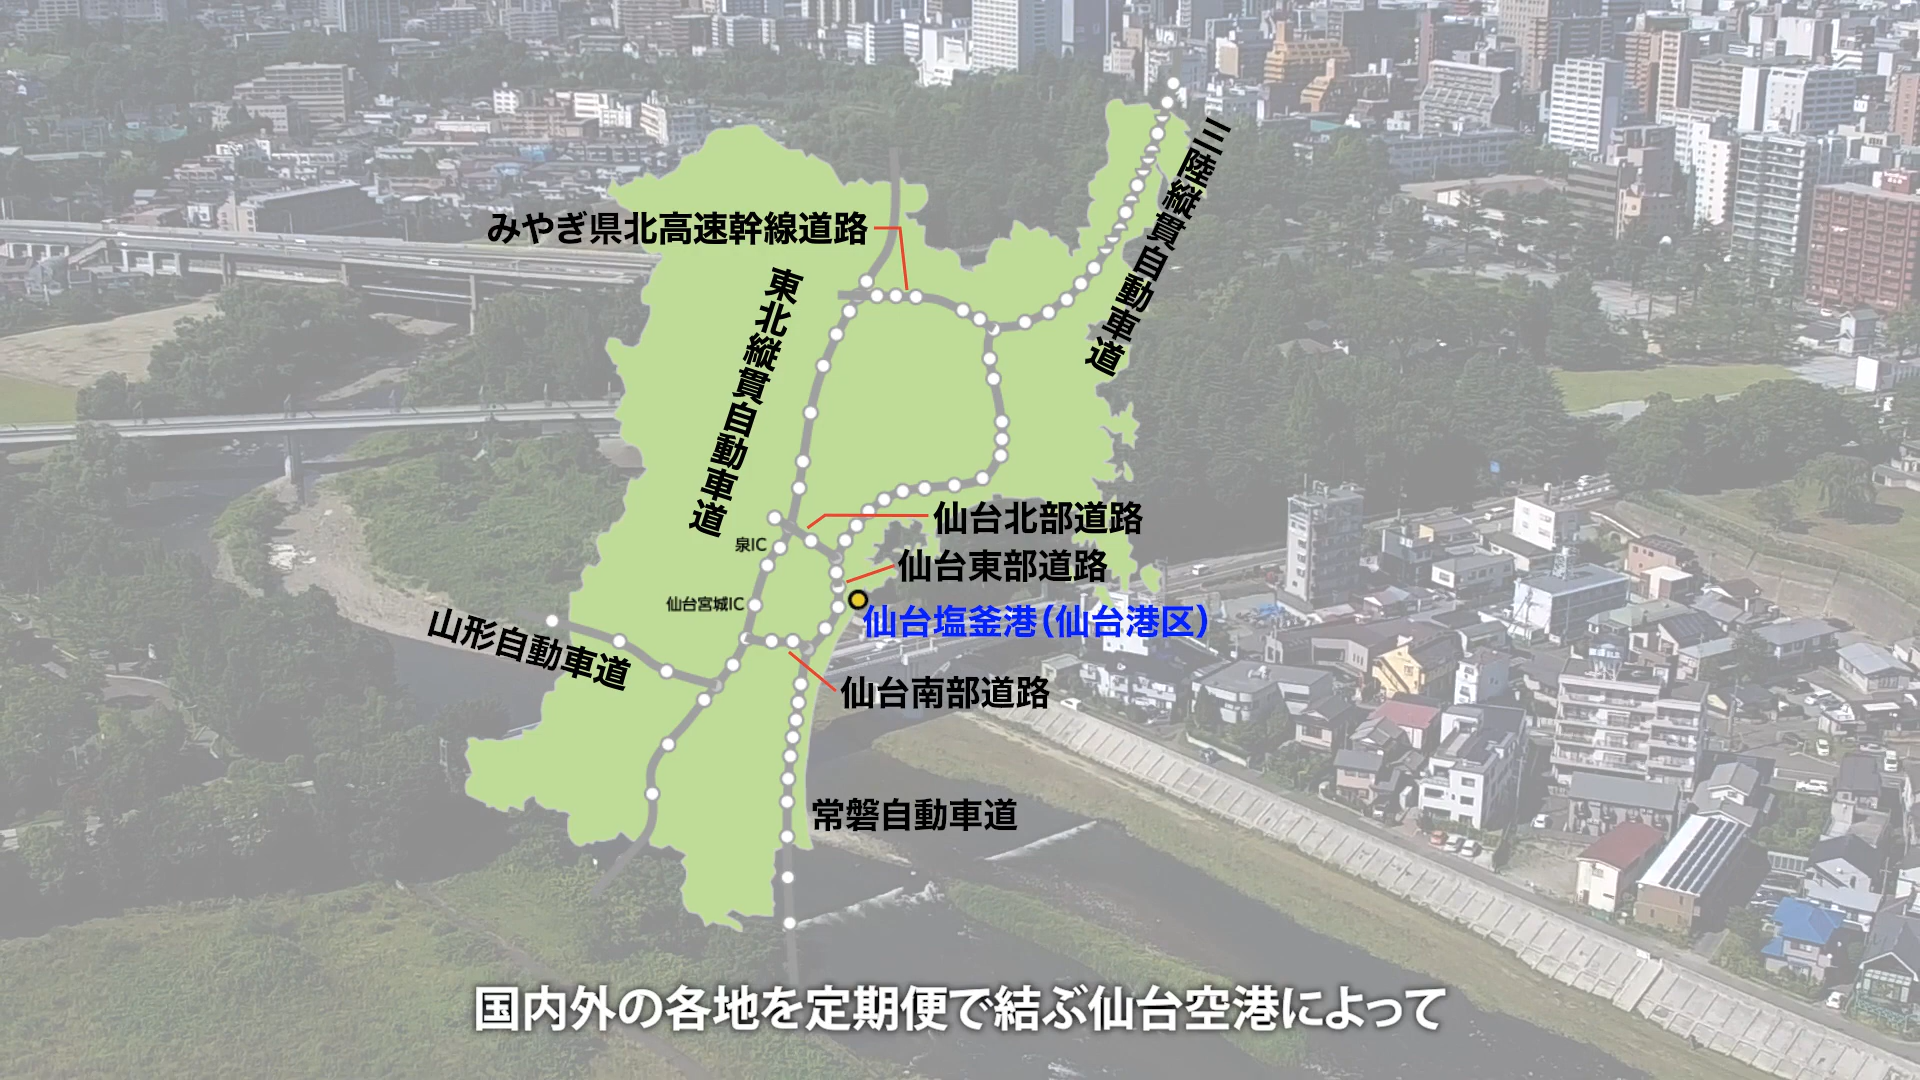 三陸縦貫自動車道
みやぎ県北高速幹線道路
東北縦貫自動車道
仙台北部道路
泉IC
仙台東部道路
仙台宮城IC
仙台塩釜港(仙台港区)
山形自動車道
仙台南部道路
常磐自動車道
国内外の各地を定期便で結ぶ仙台空港によって